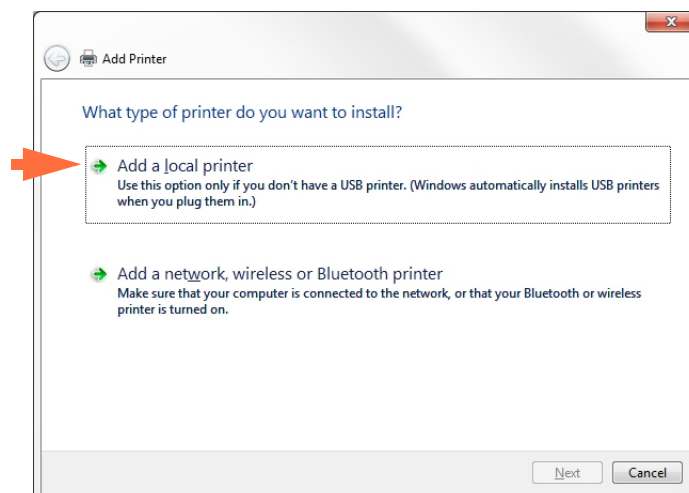 Add Printer
What type of printer do you want to install?
Add a local printer
Use this option only if you don't have a USB printer. (Windows automatically installs USB printers
when you plug them in.)
Add a network, wireless or Bluetooth printer
Make sure that your computer is connected to the network, or that your Bluetooth or wireless
printer is turned on.
Next Cancel